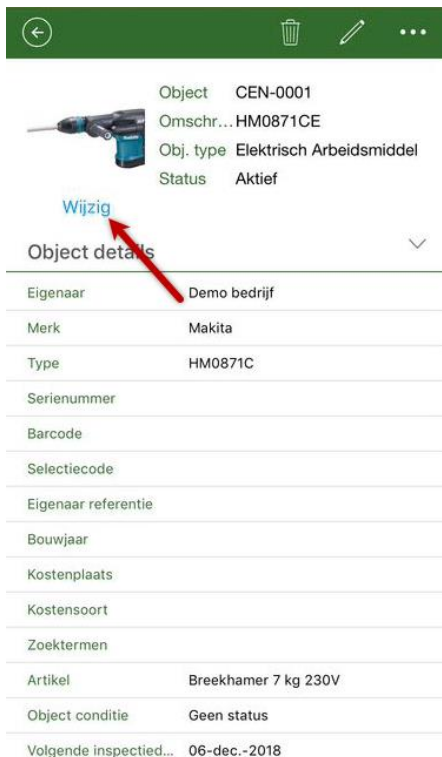 Object CEN-0001
Omschr... HM0871CE
Obj. type Elektrisch Arbeidsmiddel
Status Aktief
Wijzig
Object details
Eigenaar Demo bedrijf
Merk Makita
Type HM0871C
Serienummer
Barcode
Selectiecode
Eigenaar referentie
Bouwjaar
Kostenplaats
Kostensoort
Zoektermen
Artikel Breekhamer 7 kg 230V
Object conditie Geen status
Volgende inspectied... 06-dec.-2018